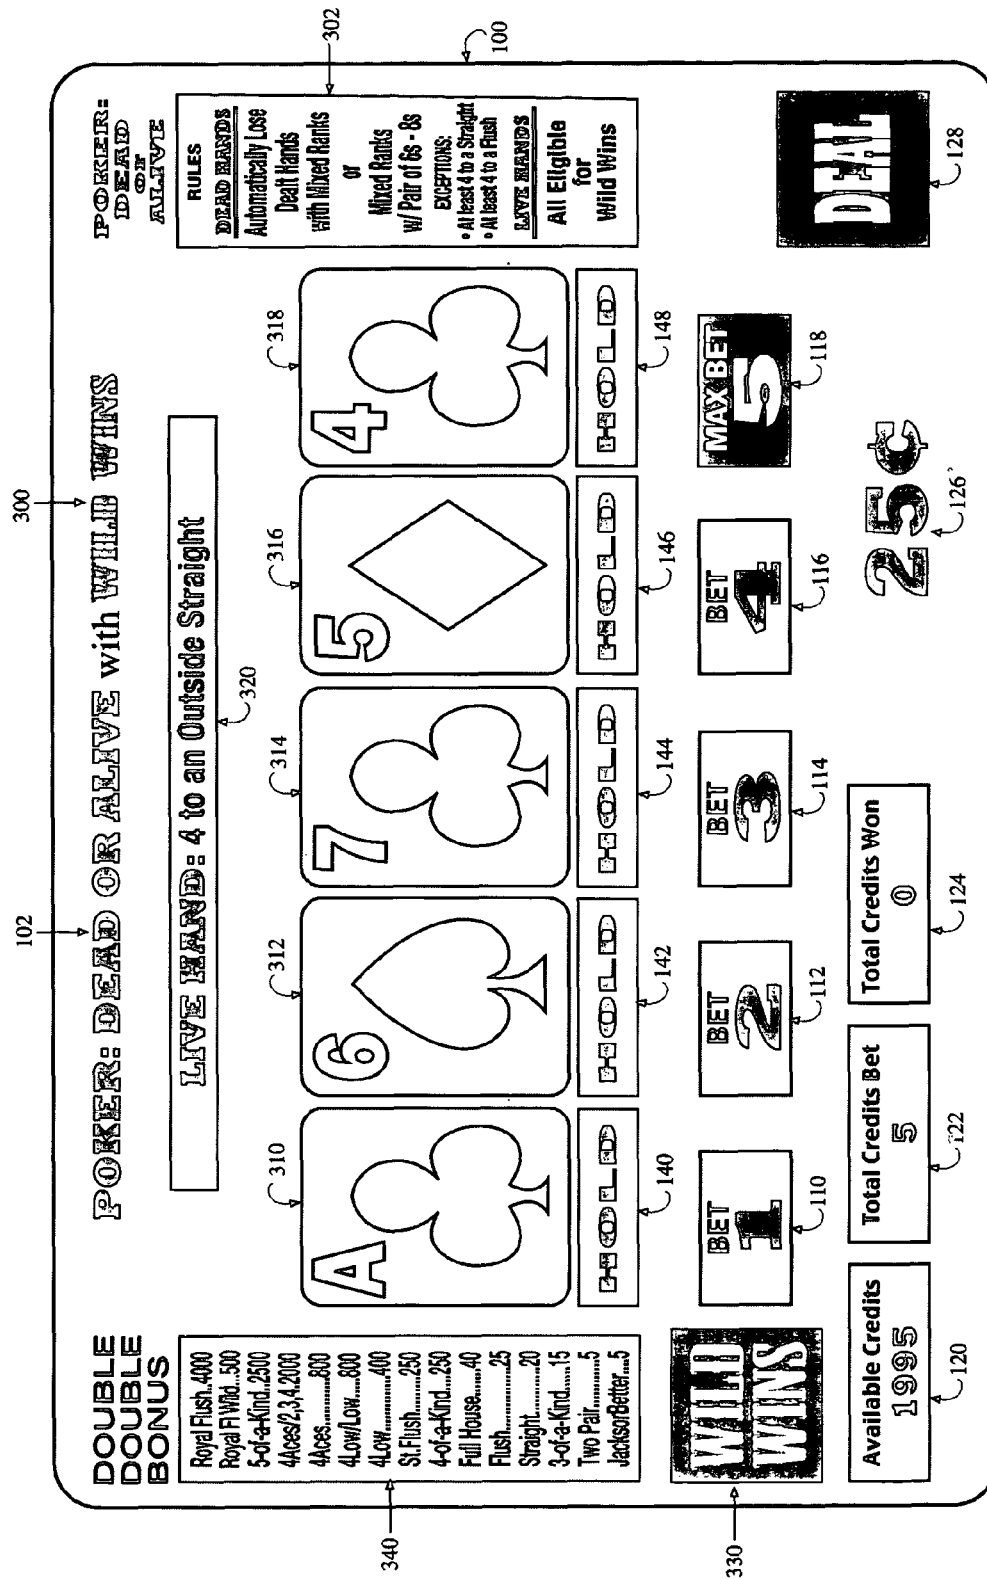 300
102
POKER: DEAD OR ALIVE with WILD WINS
DOUBLE
DOUBLE
BONUS
POKER:
DEAD
or
ALIVE
LIVE HAND: 4 to an Outside Straight
320
302
100
Royal Flush..4000
Royal Fl Wild...500
5-of-a-Kind..2500
4Aces/2,3,4.2000
4Aces..........800
4Low/Low...800
4Low............400
St.Flush......250
4-of-a-Kind...250
Full House.....40
Flush............25
Straight.........20
3-of-a-Kind.....15
Two Pair..........5
JacksorBetter..5
340
310
312
314
316
318
A
6
7
5
4
HOLD
HOLD
HOLD
HOLD
HOLD
140
142
144
146
148
RULES
DEAD HANDS
Automatically Lose
Dealt Hands
with Mixed Ranks
or
Mixed Ranks
w/ Pair of 6s - 8s
EXCEPTIONS:
• At least 4 to a Straight
• At least 4 to a Flush
LIVE HANDS
All Eligible
for
Wild Wins
WILD
WINS
330
BET
1
110
BET
2
112
BET
3
114
BET
4
116
MAX BET
5
118
DEAL
128
Available Credits
1995
120
Total Credits Bet
5
122
Total Credits Won
0
124
25¢
126